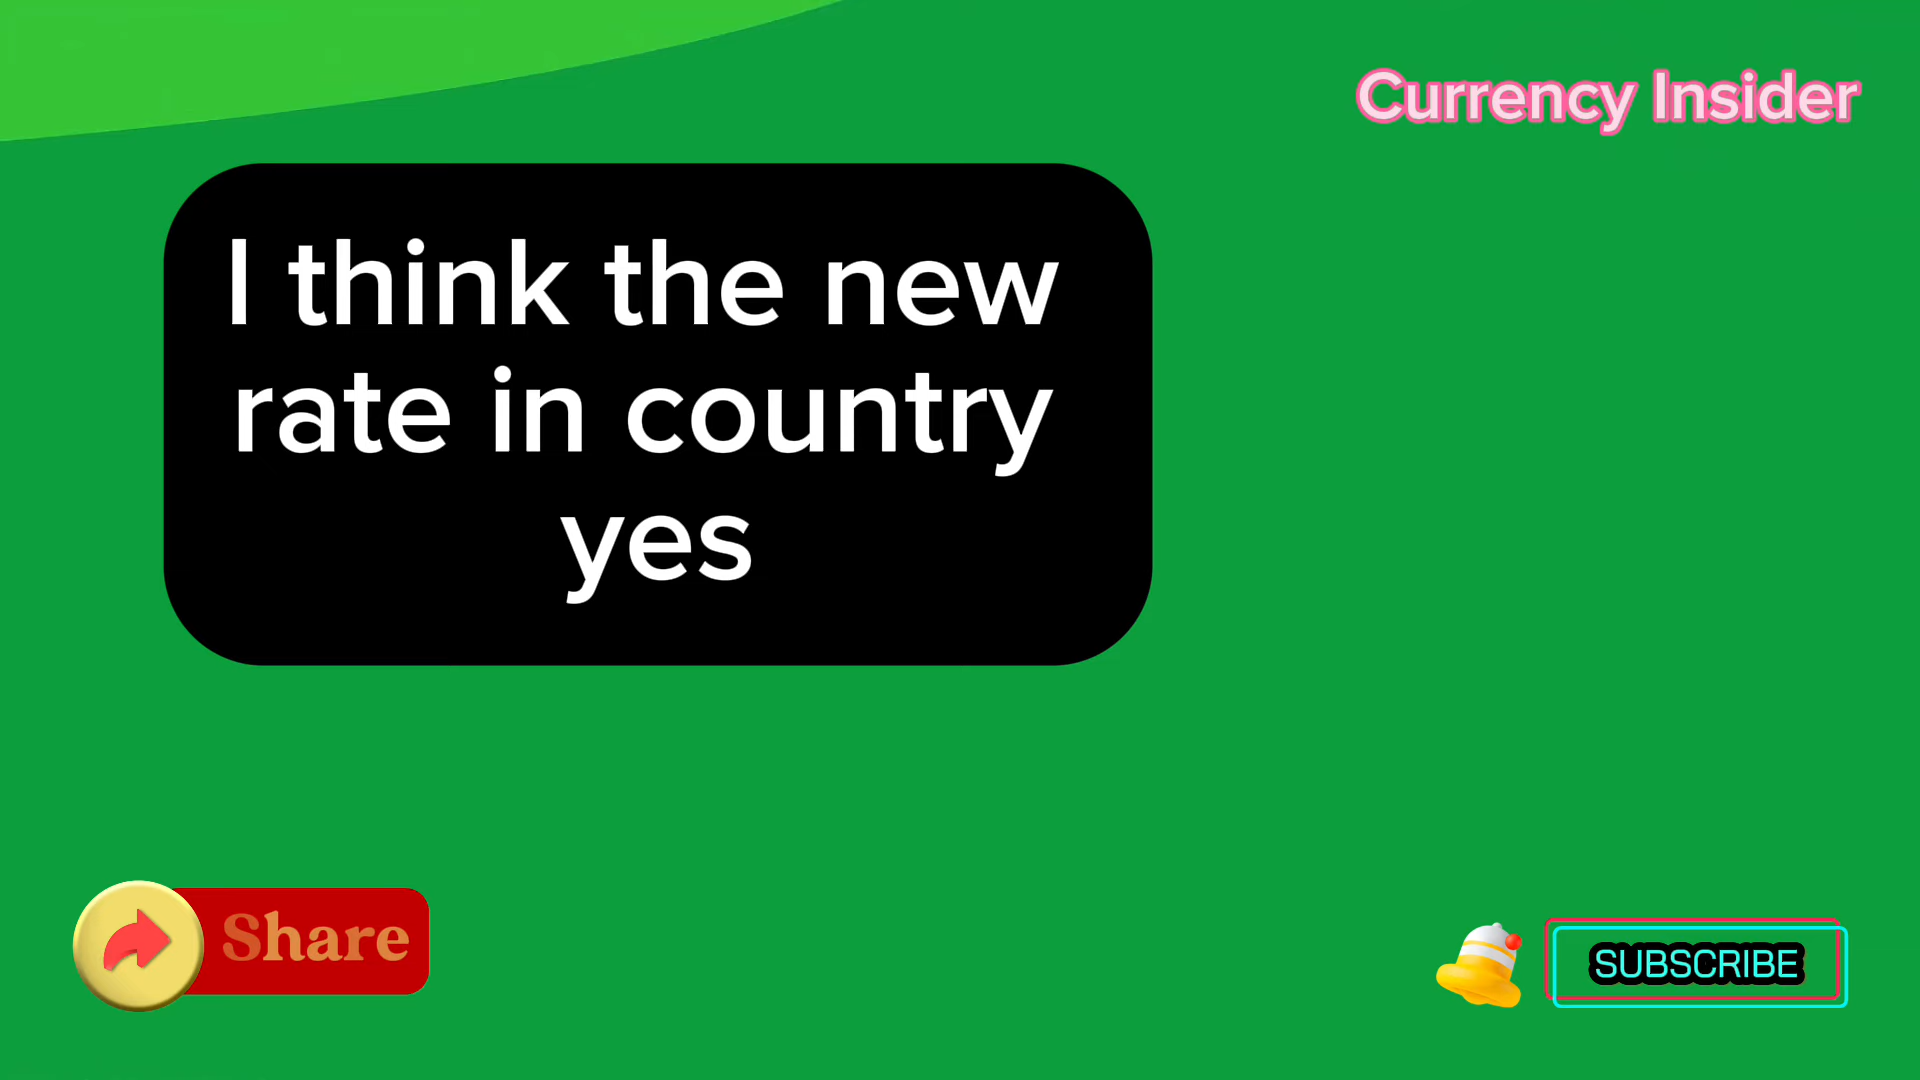 Currency Insider
I think the new
rate in country
yes
Share
SUBSCRIBE